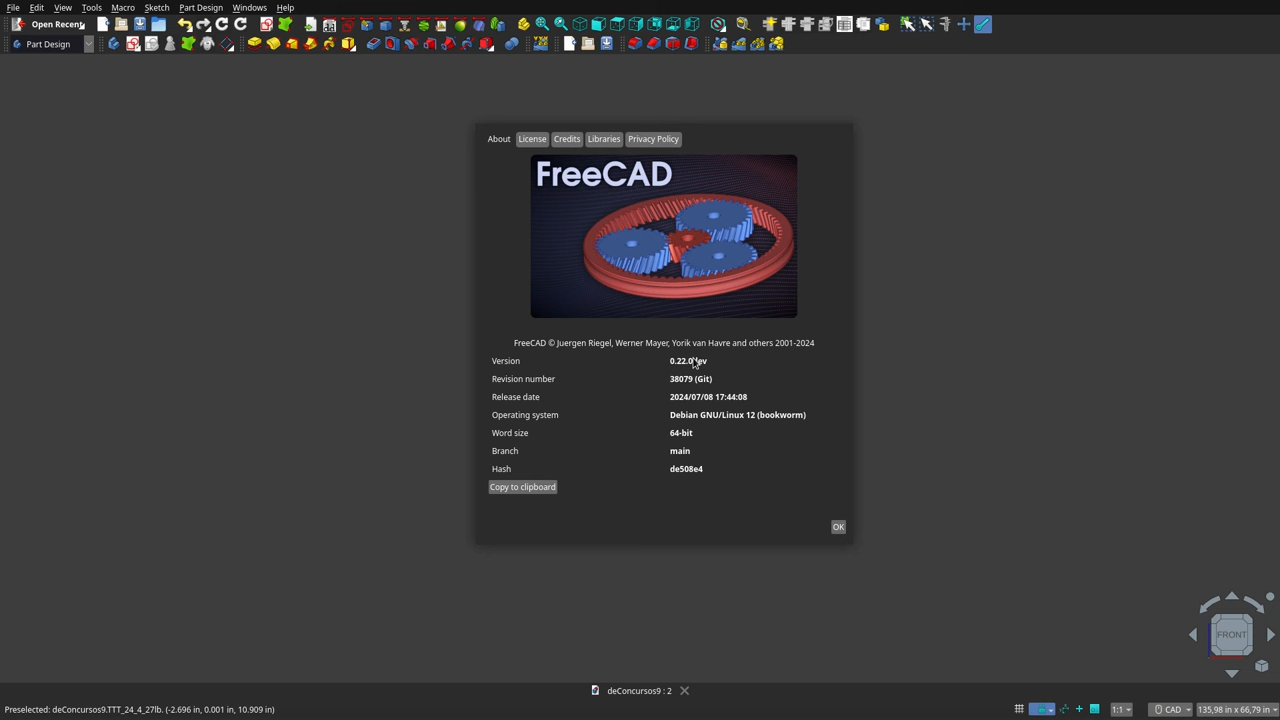 File Edit View Tools Macro Sketch Part Design Windows Help
Open Recent
Part Design
About License Credits Libraries Privacy Policy
FreeCAD
FreeCAD © Juergen Riegel, Werner Mayer, Yorik van Havre and others 2001-2024
Version
Revision number 38079 (Git)
Release date 2024/07/08 17:44:08
Operating system Debian GNU/Linux 12 (bookworm)
Word size 64-bit
Branch main
Hash de508e4
Copy to clipboard
OK
FRONT
deConcursos9 : 2
Preselected: deConcursos9.TTT_24_4_27lb. (-2.696 in, 0.001 in, 10.909 in)
1:1
CAD
135,98 in x 66,79 in